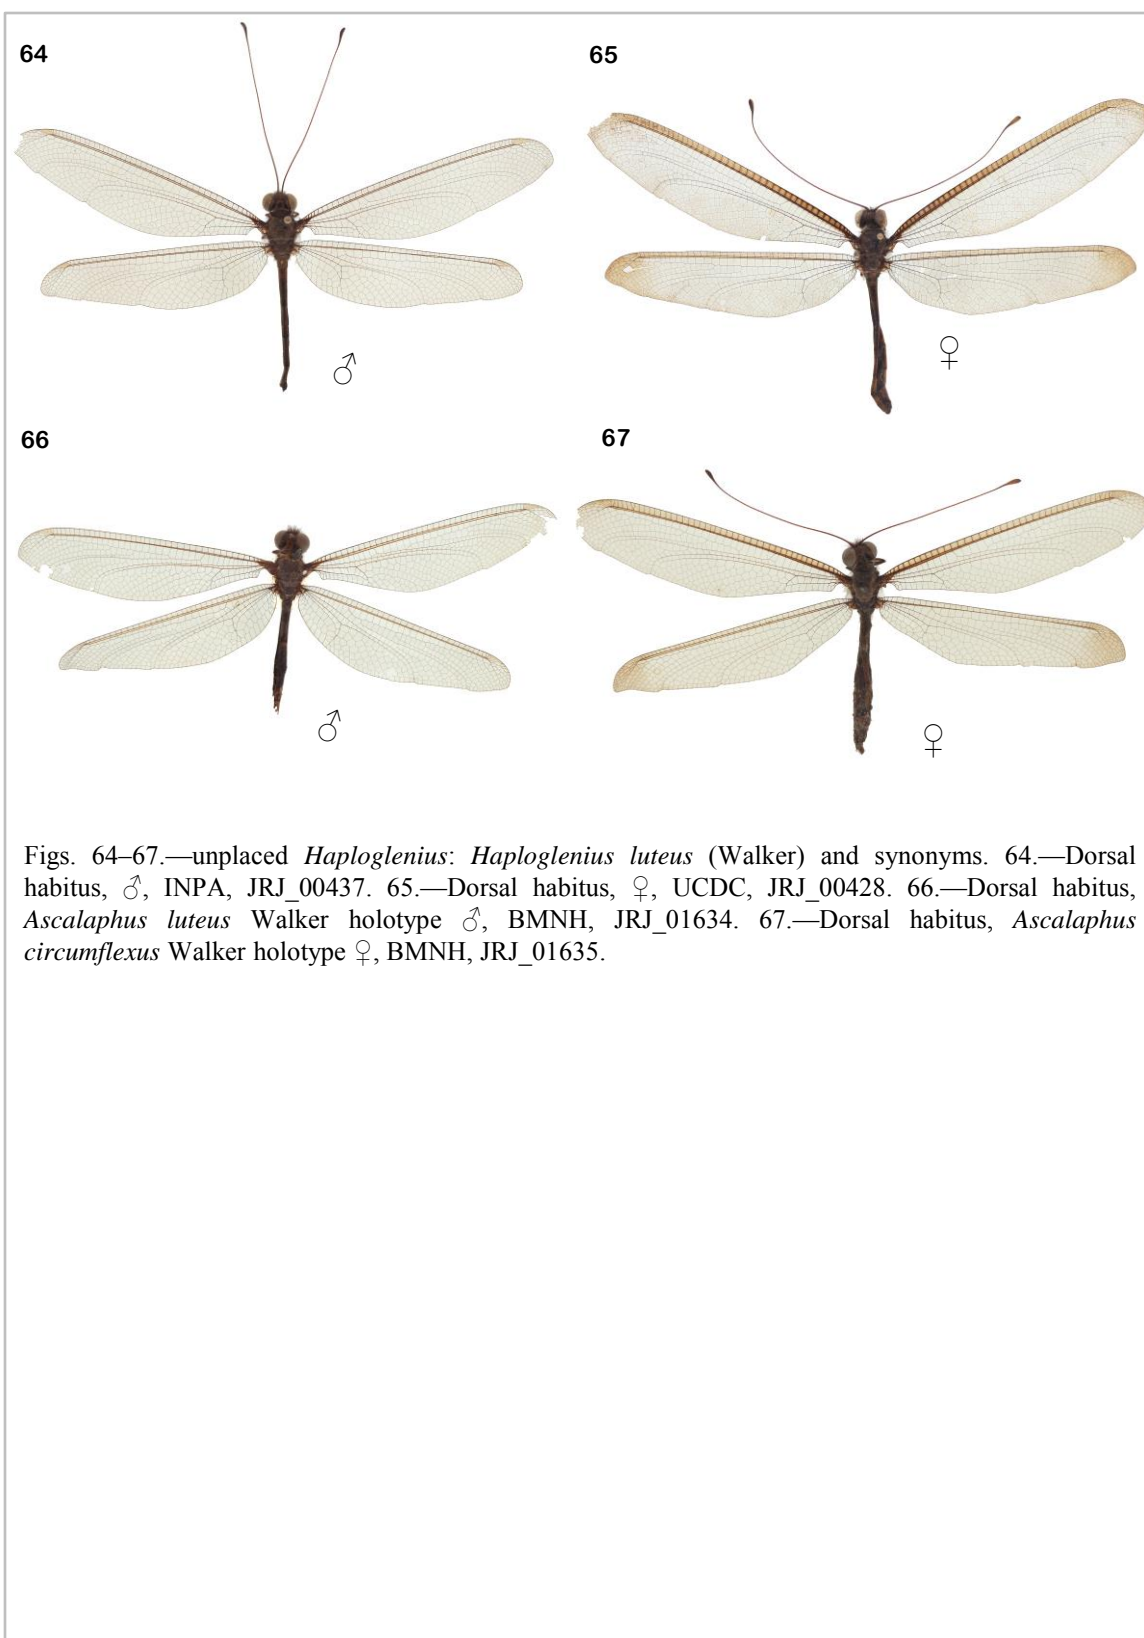 64
65
♂
♀
66
67
♂
♀
Figs. 64–67.—unplaced Haploglenius: Haploglenius luteus (Walker) and synonyms. 64.—Dorsal
habitus, ♂, INPA, JRJ_00437. 65.—Dorsal habitus, ♀, UCDC, JRJ_00428. 66.—Dorsal habitus,
Ascalaphus luteus Walker holotype ♂, BMNH, JRJ_01634. 67.—Dorsal habitus, Ascalaphus
circumflexus Walker holotype ♀, BMNH, JRJ_01635.